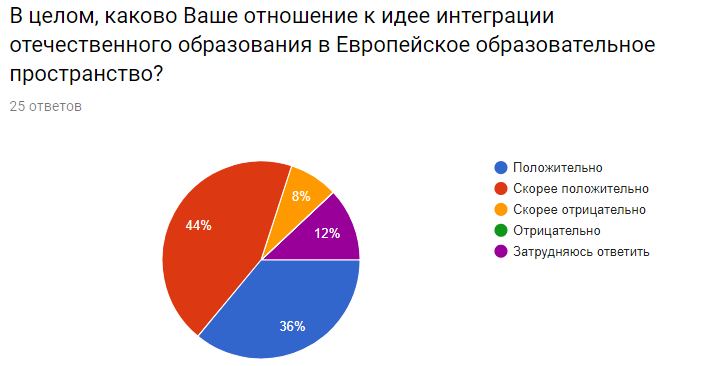 В целом, каково Ваше отношение к идее интеграции
отечественного образования в Европейское образовательное
пространство?
25 ответов
44%
8%
12%
36%
Положительно
Скорее положительно
Скорее отрицательно
Отрицательно
Затрудняюсь ответить